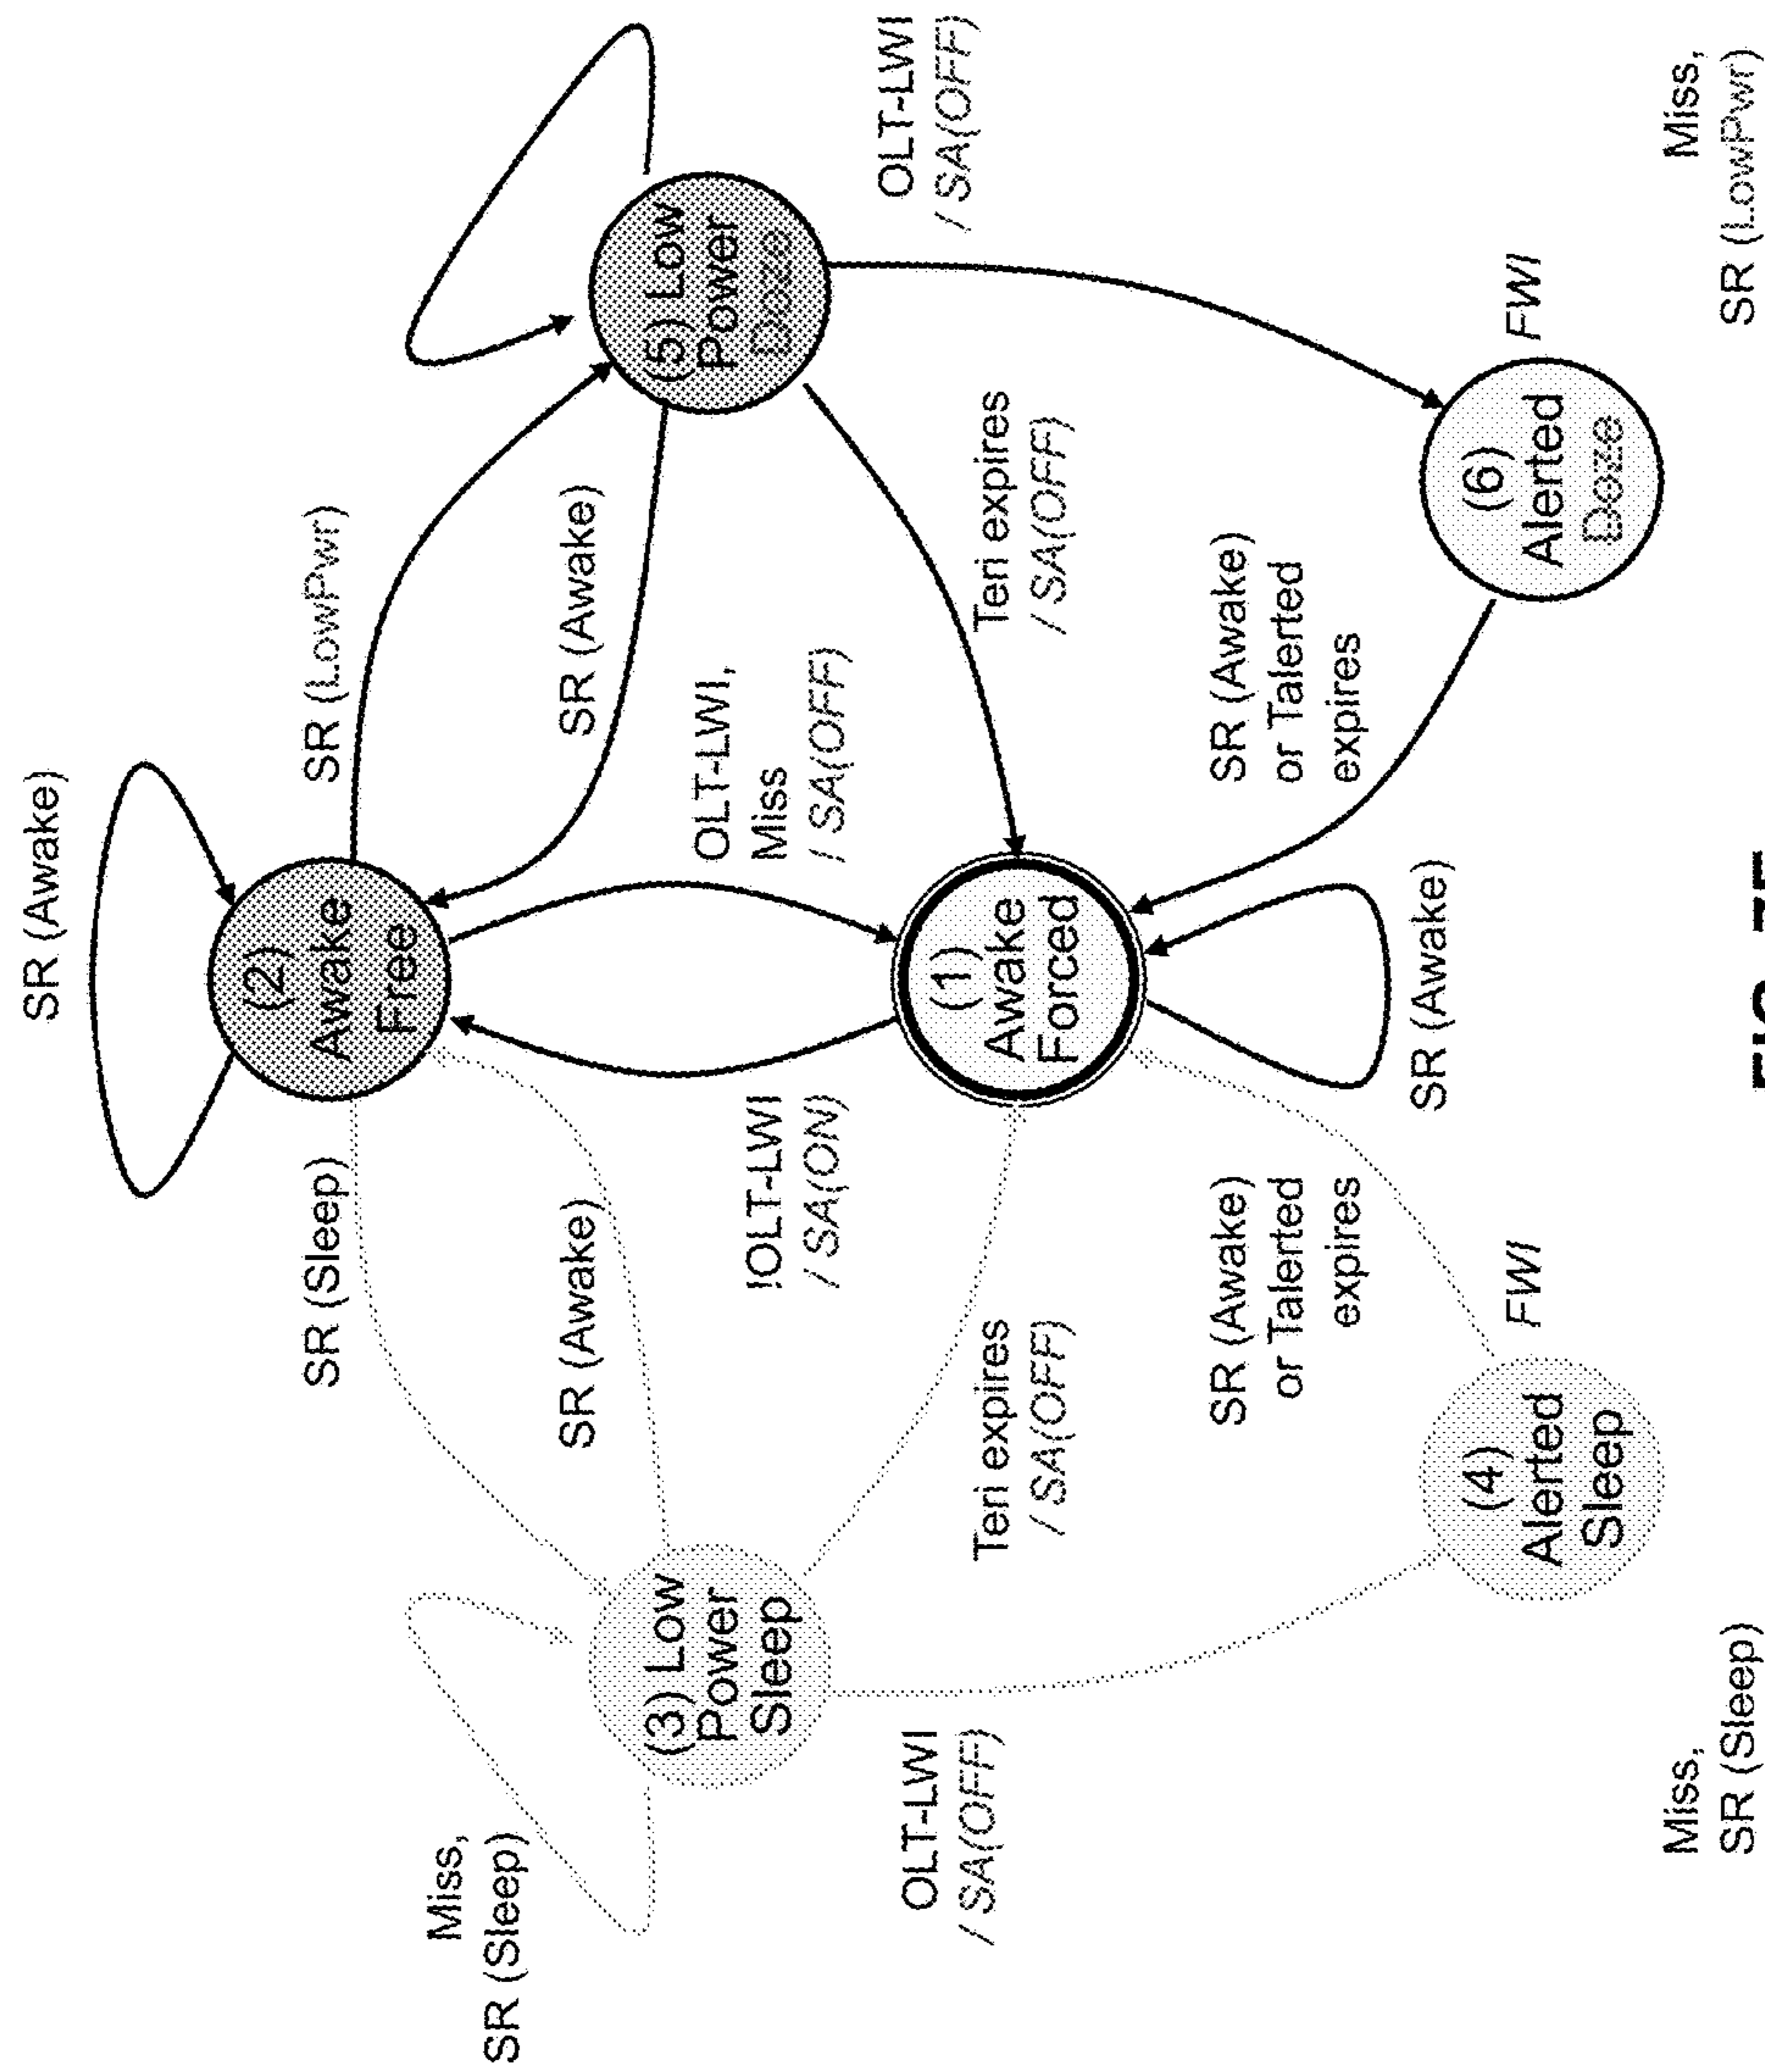 SR (Awake)
SR (Sleep)
SR (LowPwr)
(2)
Awake
Free
Miss,
SR (Sleep)
SR (Awake)
SR (Awake)
(3) Low
Power
Sleep
!OLT-LWI
/ SA(ON)
OLT-LWI,
Miss
/ SA(OFF)
(5) Low
Power
Doze
OLT-LWI
/ SA(OFF)
Teri expires
/ SA(OFF)
(1)
Awake
Forced
Teri expires
/ SA(OFF)
OLT-LWI
/ SA(OFF)
SR (Awake)
or Talerted
expires
SR (Awake)
or Talerted
expires
SR (Awake)
(4)
Alerted
Sleep
FWI
(6)
Alerted
Doze
FWI
Miss,
SR (Sleep)
Miss,
SR (LowPwr)